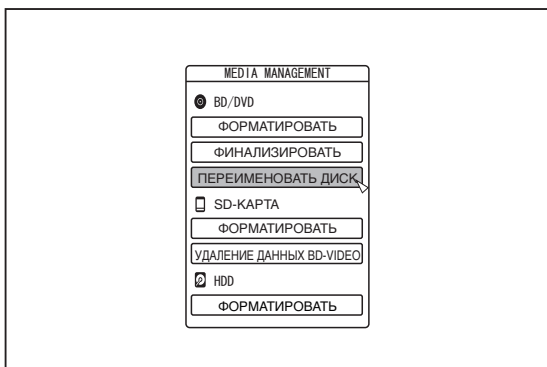 MEDIA MANAGEMENT
BD/DVD
ФОРМАТИРОВАТЬ
ФИНАЛИЗИРОВАТЬ
ПЕРЕИМЕНОВАТЬ ДИСК
SD-КАРТА
ФОРМАТИРОВАТЬ
УДАЛЕНИЕ ДАННЫХ BD-VIDEO
HDD
ФОРМАТИРОВАТЬ